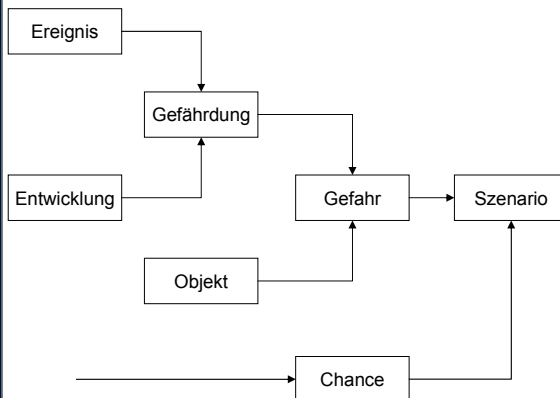 Ereignis
Gefährdung
Entwicklung
Gefahr
Szenario
Objekt
Chance